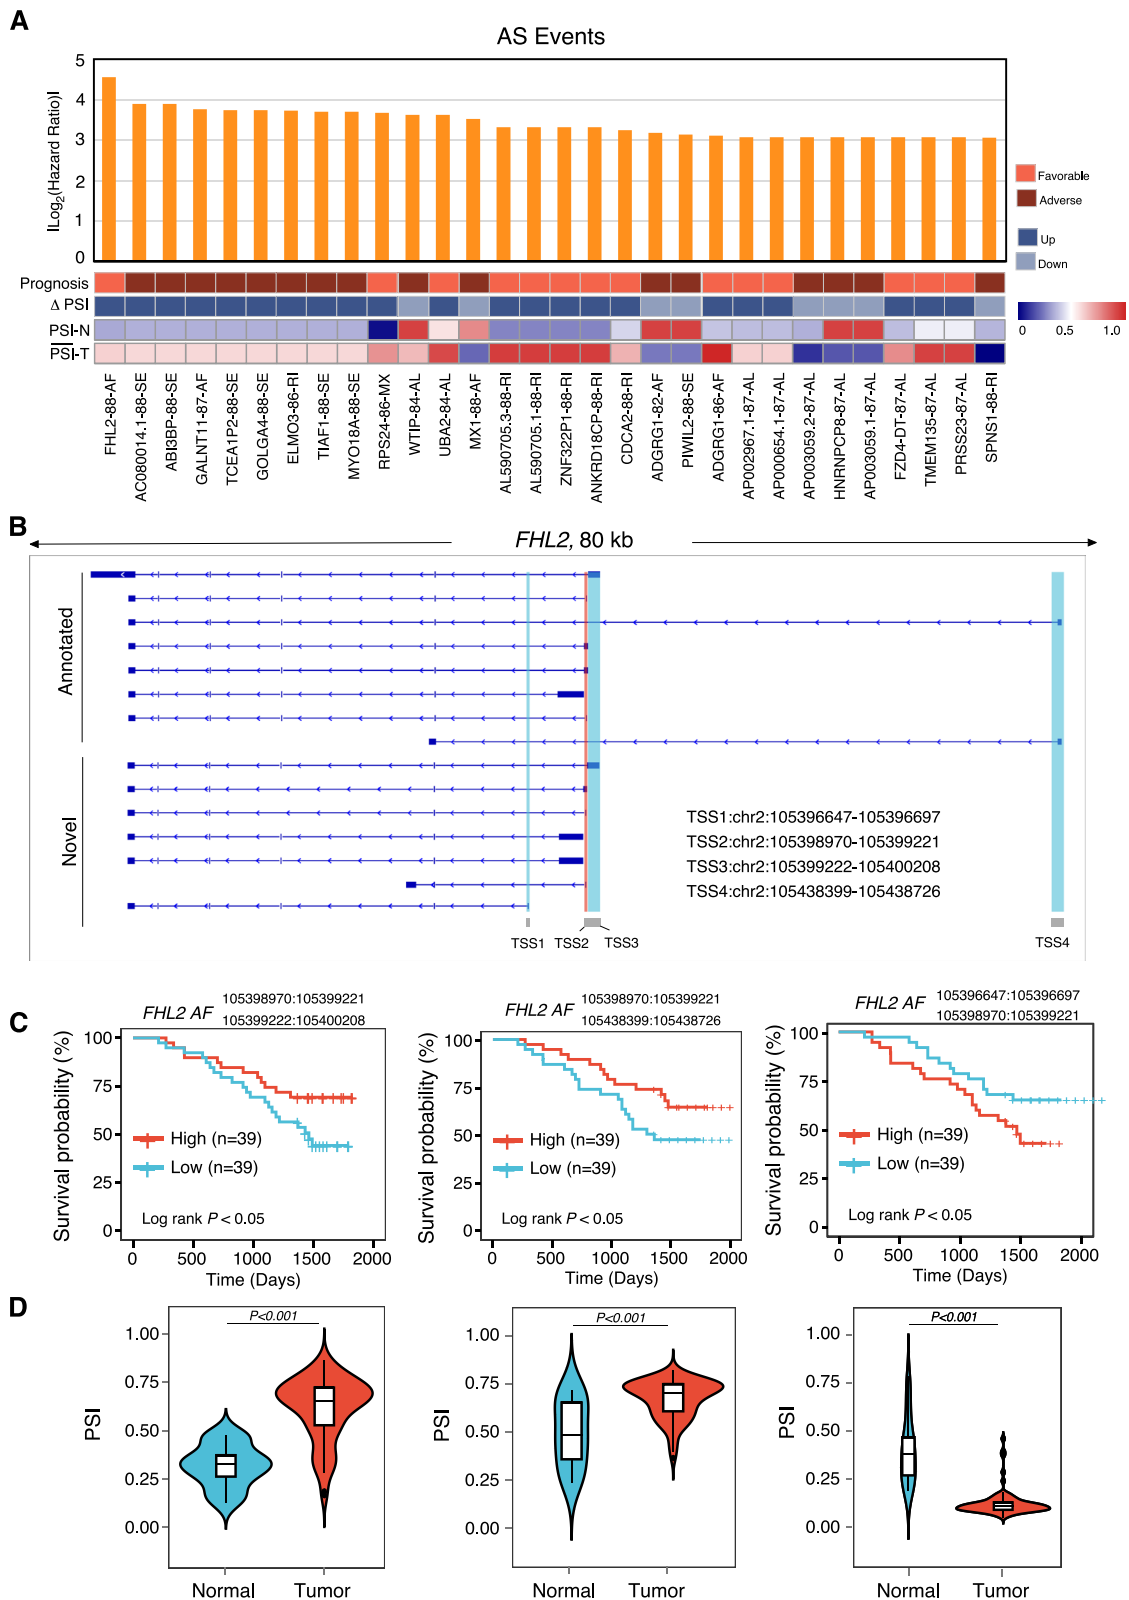 A
AS Events
|Log2(Hazard Ratio)|
5
4
3
2
1
0
Favorable
Adverse
Up
Down
0 0.5 1.0
Prognosis
Δ PSI
PSI-N
PSI-T
FHL2-88-AF
AC080014.1-88-SE
ABI3BP-88-SE
GALNT11-87-AF
TCEA1P2-88-SE
GOLGA4-88-SE
ELMO3-86-RI
TIAF1-88-SE
MYO18A-88-SE
RPS24-86-MX
WTIP-84-AL
UBA2-84-AL
MX1-88-AF
AL590705.3-88-RI
AL590705.1-88-RI
ZNF322P1-88-RI
ANKRD18CP-88-RI
CDCA2-88-RI
ADGRG1-82-AF
PIWIL2-88-SE
ADGRG1-86-AF
AP002967.1-87-AL
AP000654.1-87-AL
AP003059.2-87-AL
HNRNPCP8-87-AL
AP003059.1-87-AL
FZD4-DT-87-AL
TMEM135-87-AL
PRSS23-87-AL
SPNS1-88-RI
B
FHL2, 80 kb
Annotated
Novel
TSS1:chr2:105396647-105396697
TSS2:chr2:105398970-105399221
TSS3:chr2:105399222-105400208
TSS4:chr2:105438399-105438726
TSS1 TSS2 TSS3 TSS4
C
FHL2 AF 105398970:105399221
105399222:105400208
Survival probability (%)
100
75
50
25
0
High (n=39)
Low (n=39)
Log rank P < 0.05
0 500 1000 1500 2000
Time (Days)
FHL2 AF 105398970:105399221
105438399:105438726
Survival probability (%)
100
75
50
25
0
High (n=39)
Low (n=39)
Log rank P < 0.05
0 500 1000 1500 2000
Time (Days)
FHL2 AF 105396647:105396697
105398970:105399221
Survival probability (%)
100
75
50
25
0
High (n=39)
Low (n=39)
Log rank P < 0.05
0 500 1000 1500 2000
Time (Days)
D
PSI
1.00
0.75
0.50
0.25
0.00
P<0.001
Normal Tumor
PSI
1.00
0.75
0.50
0.25
0.00
P<0.001
Normal Tumor
PSI
1.00
0.75
0.50
0.25
0.00
P<0.001
Normal Tumor